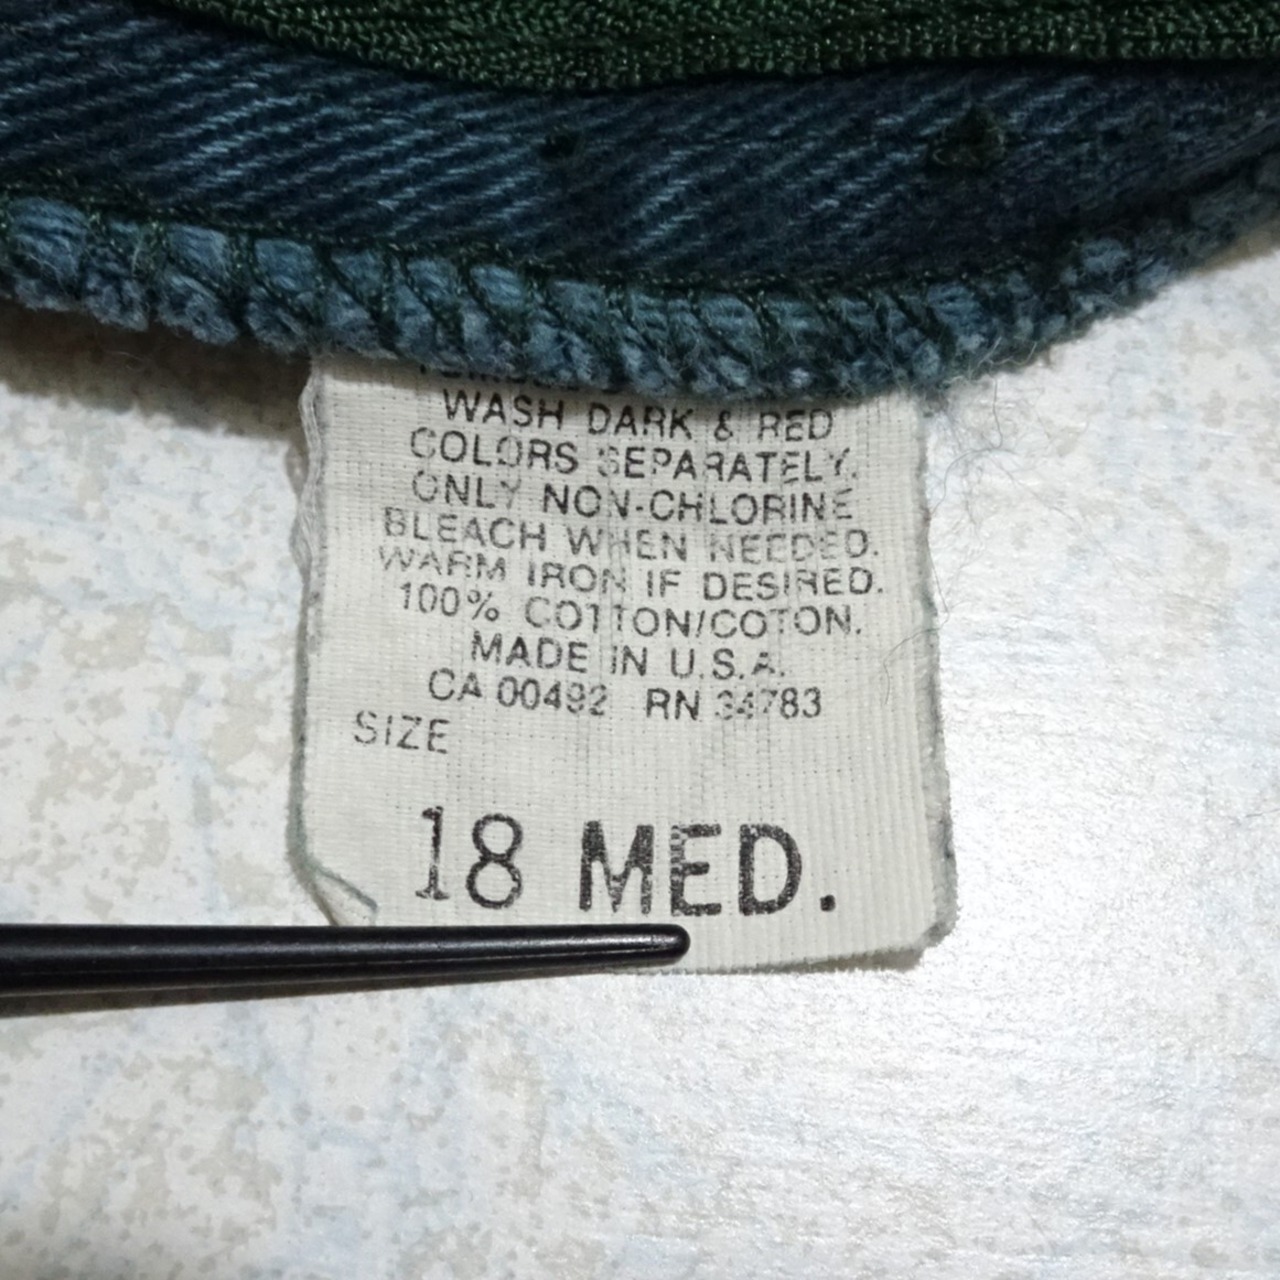 WASH DARK & RED
COLORS SEPARATELY.
ONLY NON-CHLORINE
BLEACH WHEN NEEDED.
WARM IRON IF DESIRED.
100% COTTON/COTON.
MADE IN U.S.A.
CA 00492 RN 34783
SIZE
18 MED.